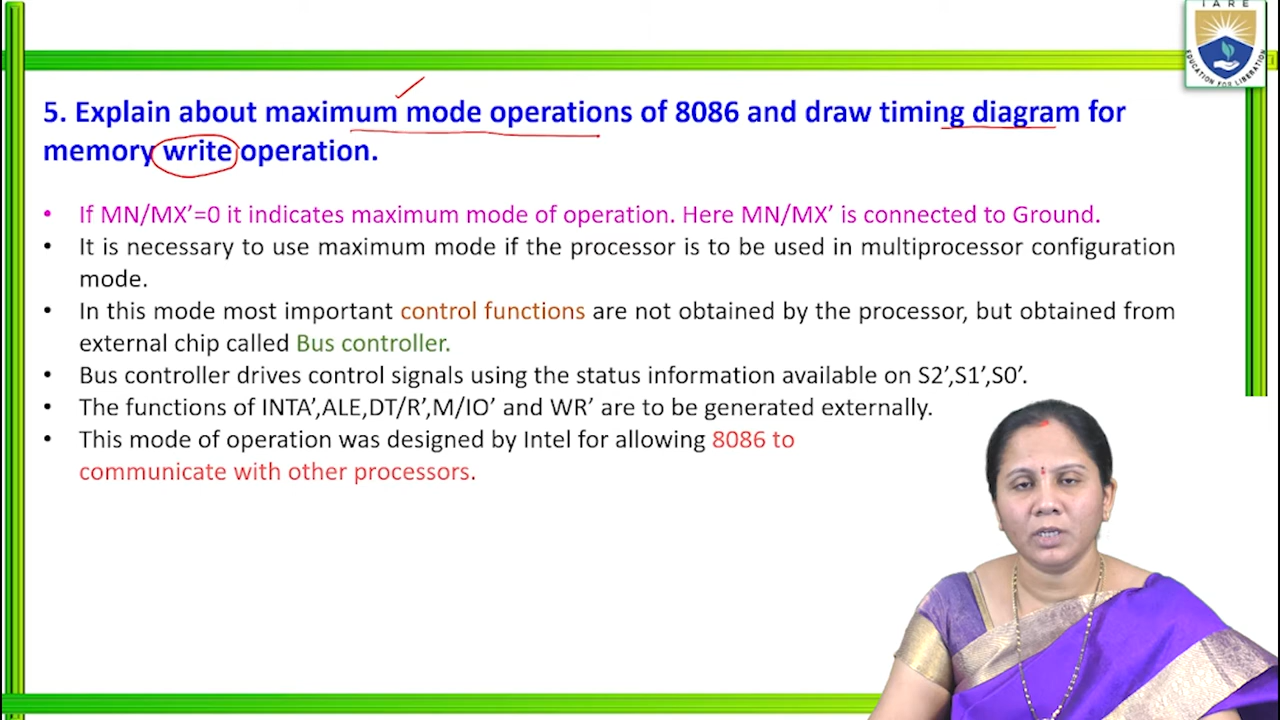 IARE
EDUCATION FOR LIBERATION
5. Explain about maximum mode operations of 8086 and draw timing diagram for
memory write operation.
• If MN/MX’=0 it indicates maximum mode of operation. Here MN/MX’ is connected to Ground.
• It is necessary to use maximum mode if the processor is to be used in multiprocessor configuration
mode.
• In this mode most important control functions are not obtained by the processor, but obtained from
external chip called Bus controller.
• Bus controller drives control signals using the status information available on S2’,S1’,S0’.
• The functions of INTA’,ALE,DT/R’,M/IO’ and WR’ are to be generated externally.
• This mode of operation was designed by Intel for allowing 8086 to
communicate with other processors.